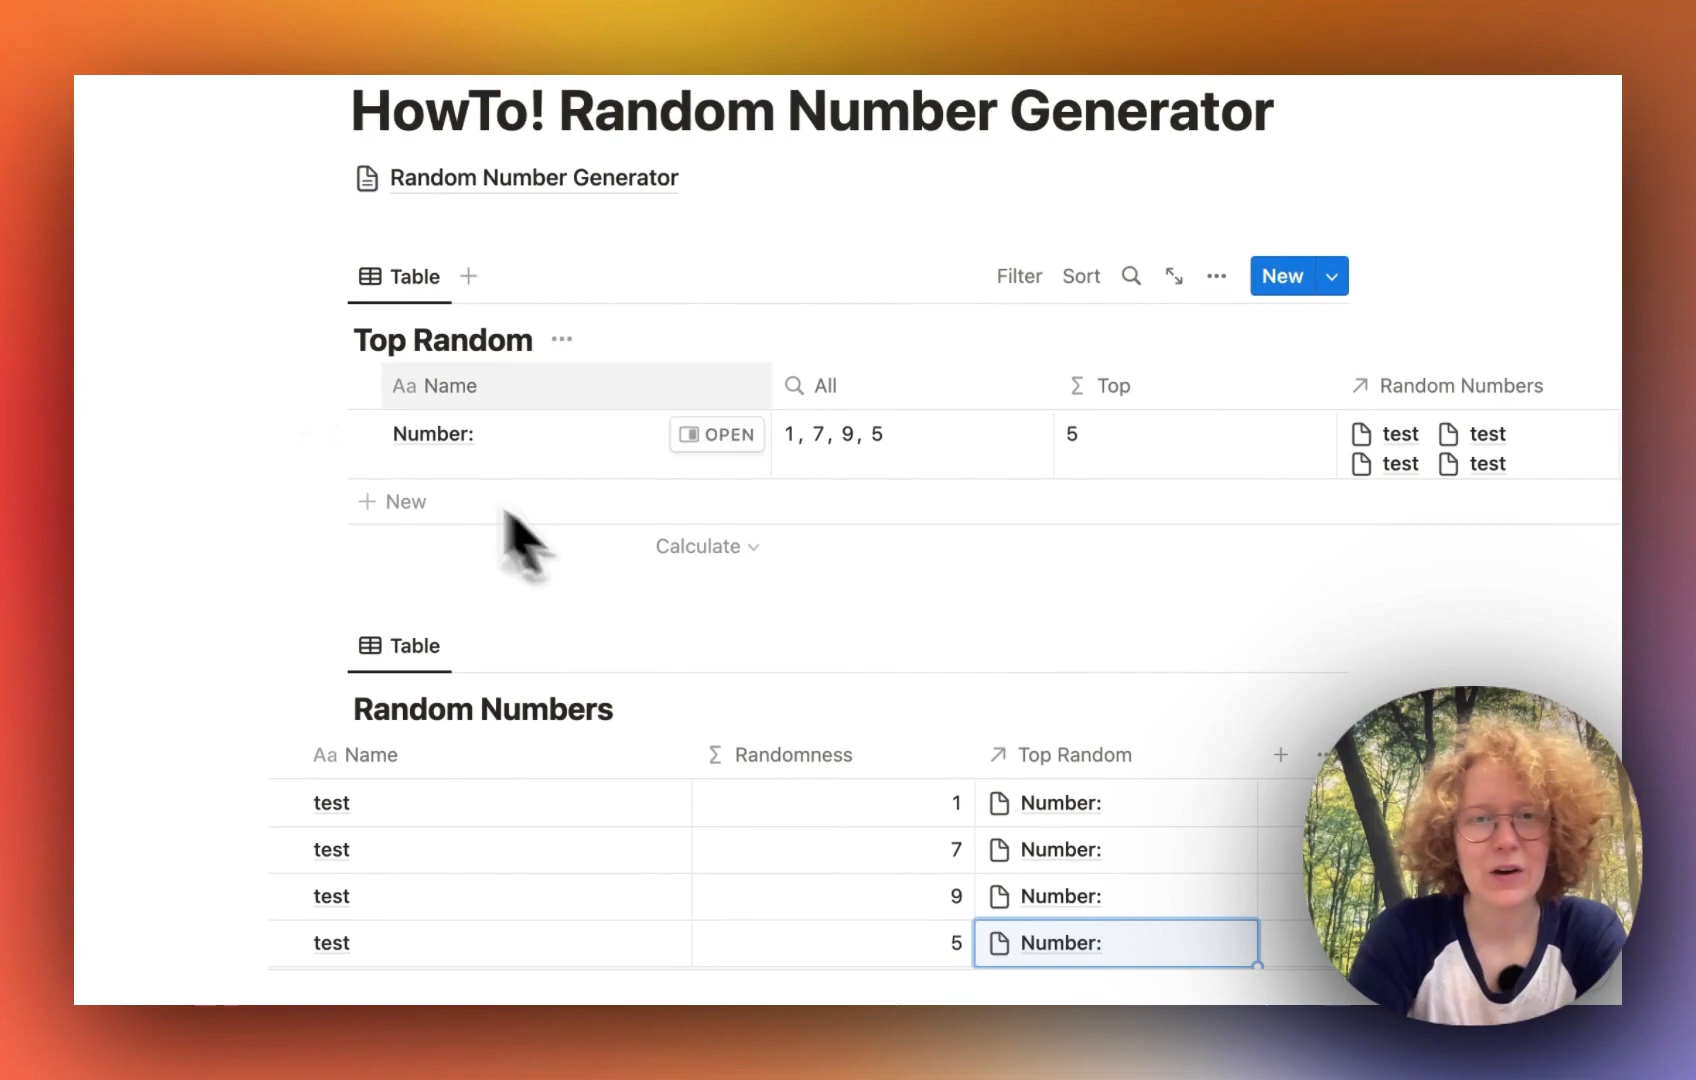 HowTo! Random Number Generator
Random Number Generator
Table
Filter Sort New
Top Random
Aa Name All Σ Top Random Numbers
Number: OPEN 1, 7, 9, 5 5 test test
test test
+ New
Calculate
Table
Random Numbers
Aa Name Σ Randomness Top Random
test 1 Number:
test 7 Number:
test 9 Number:
test 5 Number: